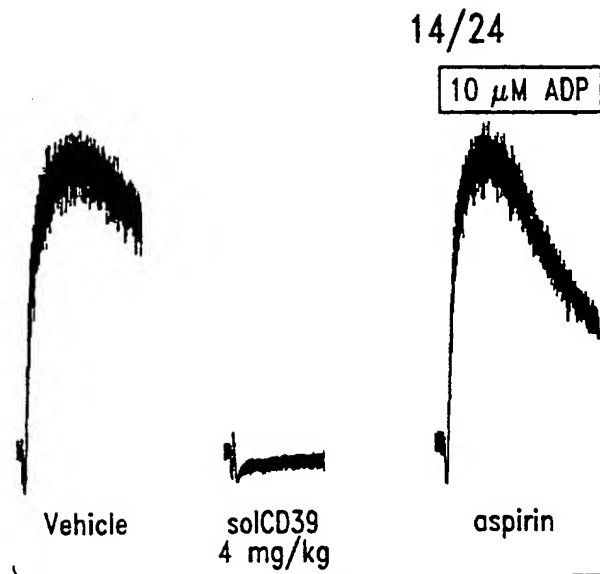 14/24
10 μM ADP
Vehicle
solCD39
4 mg/kg
aspirin